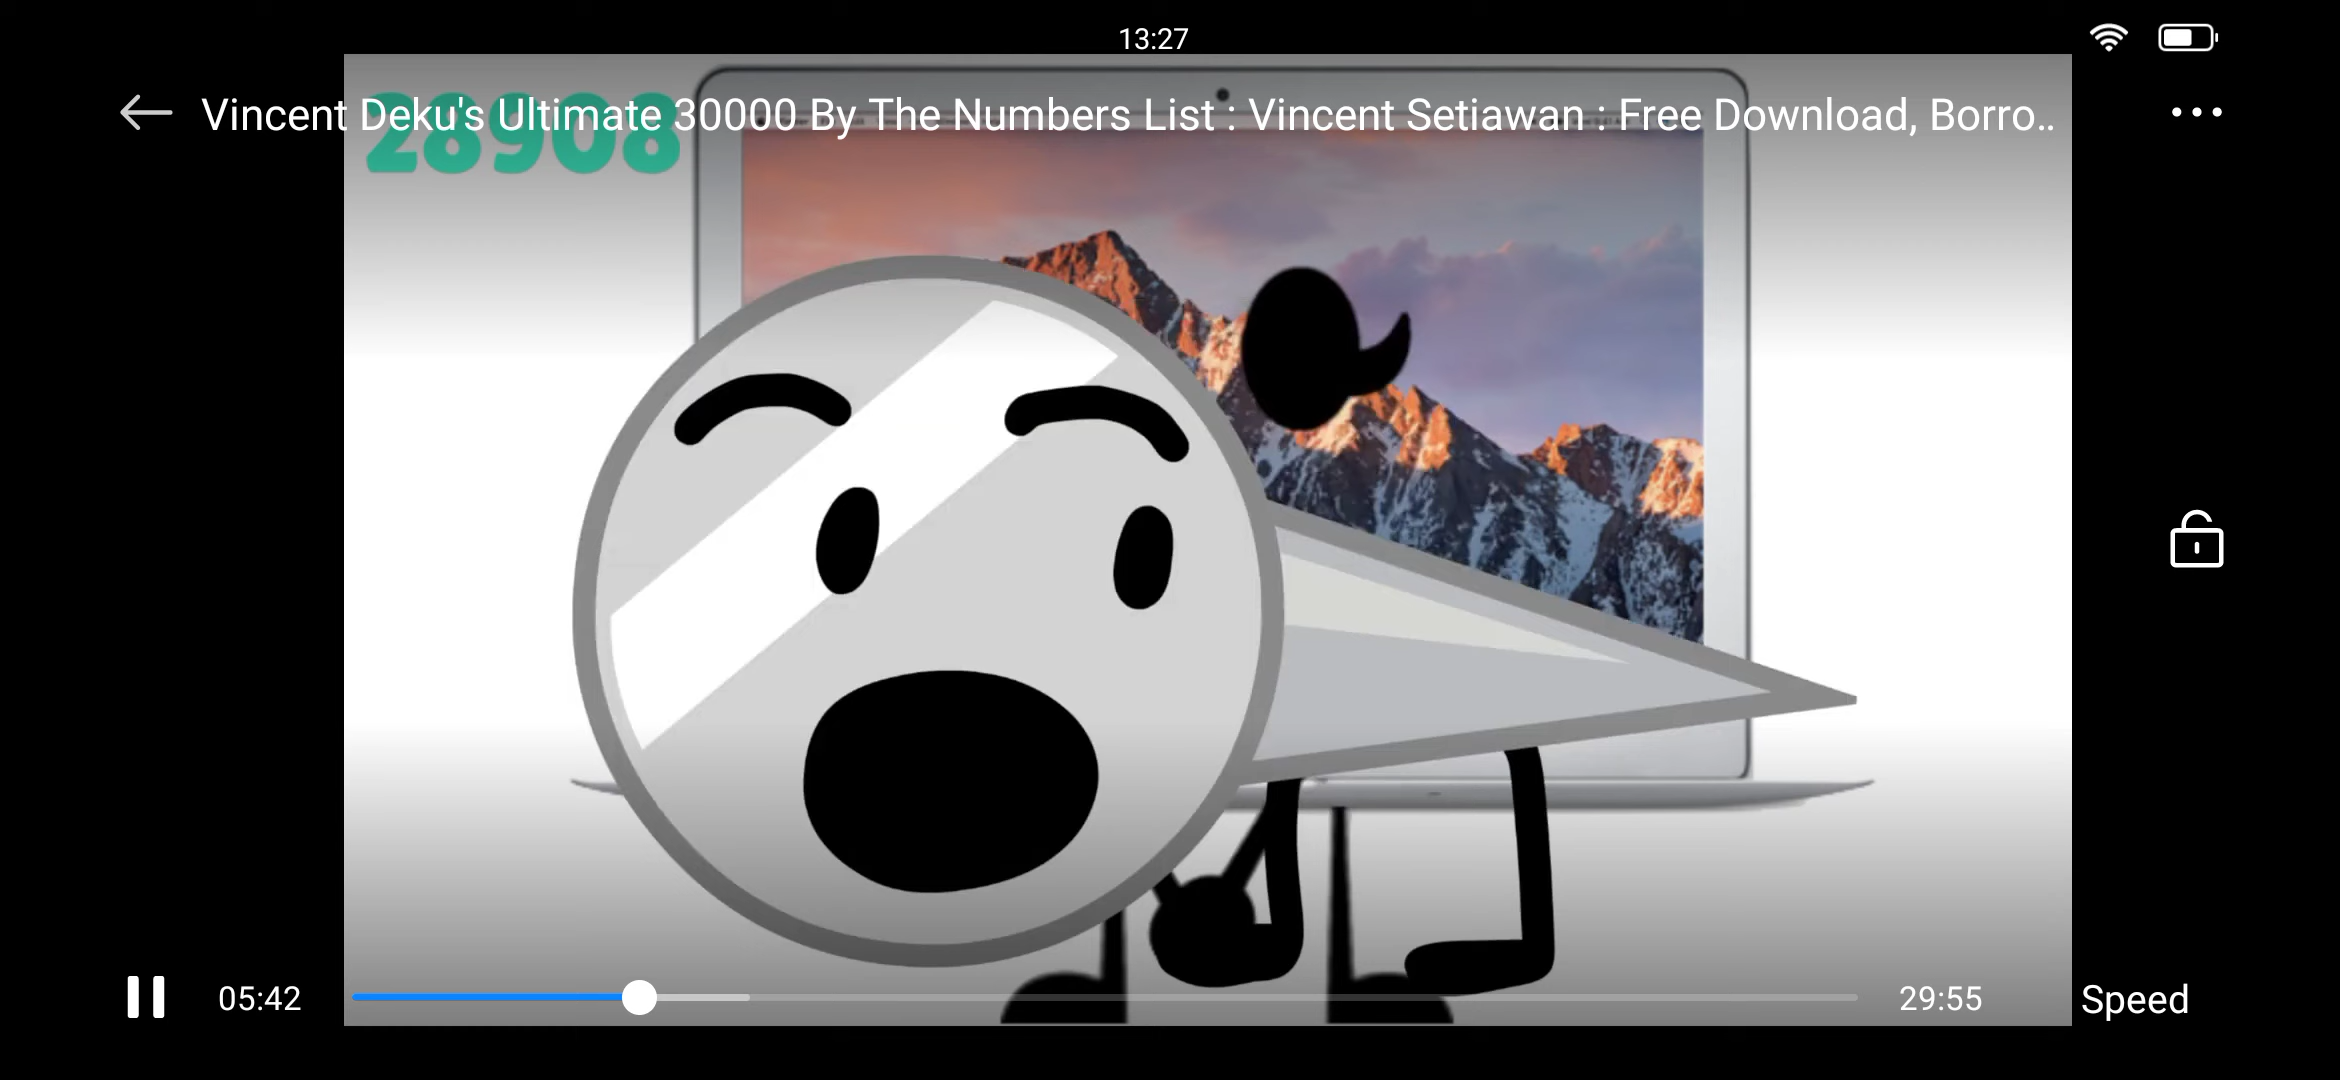 13:27
Vincent Deku's Ultimate 30000 By The Numbers List : Vincent Setiawan : Free Download, Borro..
28908
05:42
29:55
Speed